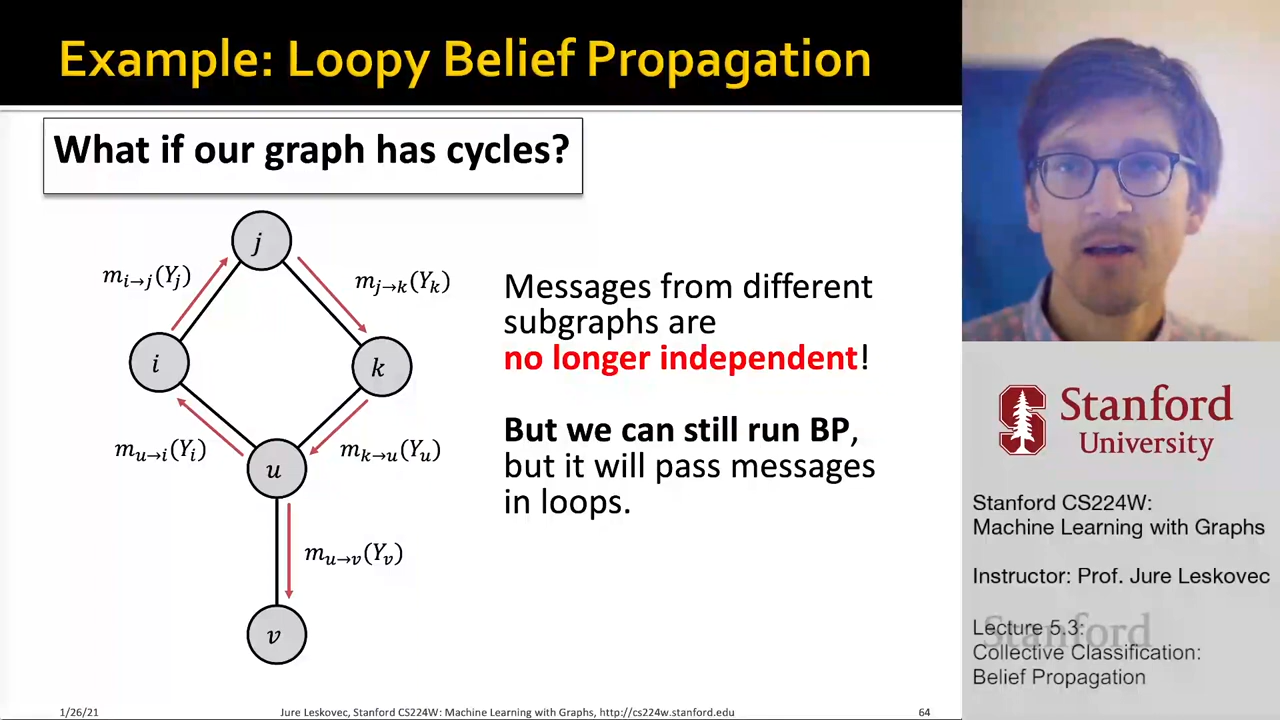 Example: Loopy Belief Propagation
What if our graph has cycles?
j
m_{i→j}(Y_j)
m_{j→k}(Y_k)
i
k
m_{u→i}(Y_i)
m_{k→u}(Y_u)
u
m_{u→v}(Y_v)
v
Messages from different
subgraphs are
no longer independent!
But we can still run BP,
but it will pass messages
in loops.
1/26/21
Jure Leskovec, Stanford CS224W: Machine Learning with Graphs, http://cs224w.stanford.edu
64
S
Stanford
University
Stanford CS224W:
Machine Learning with Graphs
Instructor: Prof. Jure Leskovec
Stanford
Lecture 5.3:
Collective Classification:
Belief Propagation